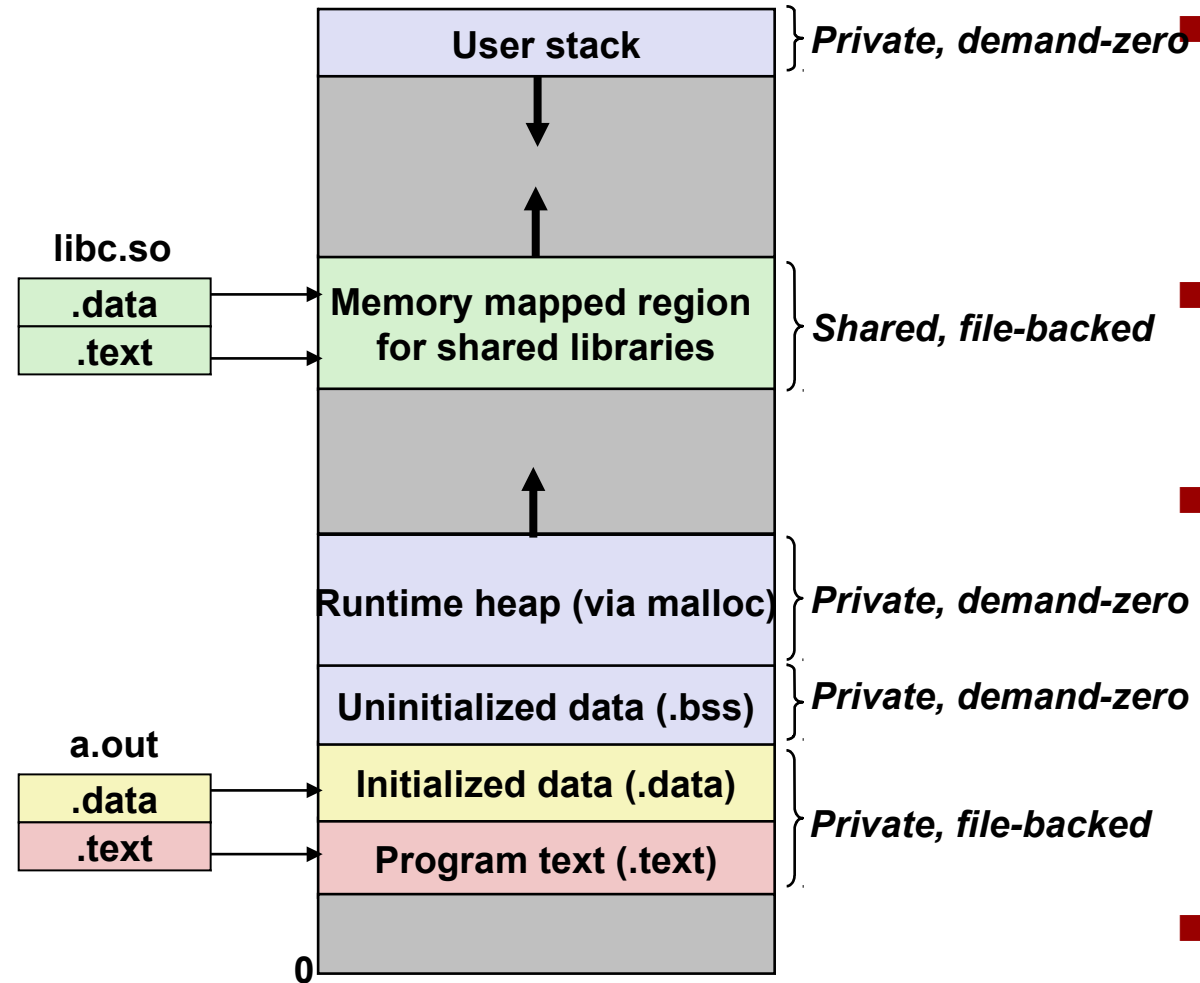 User stack
Private, demand-zero
libc.so
.data
.text
Memory mapped region
for shared libraries
Shared, file-backed
Runtime heap (via malloc)
Private, demand-zero
Uninitialized data (.bss)
Private, demand-zero
a.out
.data
.text
Initialized data (.data)
Program text (.text)
Private, file-backed
0